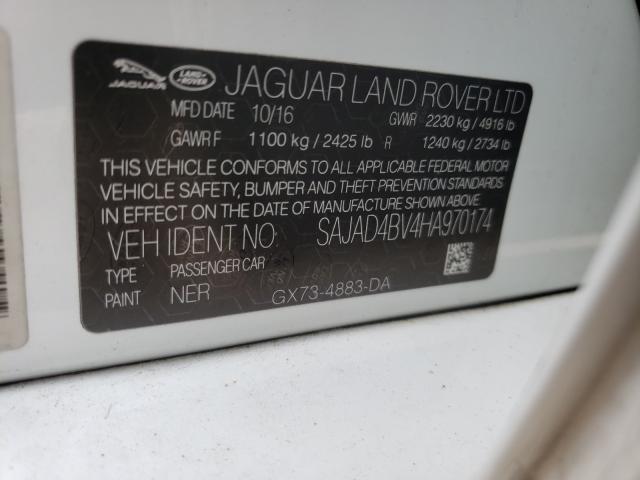 JAGUAR LAND-ROVER JAGUAR LAND ROVER LTD
MFD DATE 10/16 GVWR 2230 kg / 4916 lb
GAWR F 1100 kg / 2425 lb R 1240 kg / 2734 lb
THIS VEHICLE CONFORMS TO ALL APPLICABLE FEDERAL MOTOR
VEHICLE SAFETY, BUMPER AND THEFT PREVENTION STANDARDS
IN EFFECT ON THE DATE OF MANUFACTURE SHOWN ABOVE.
VEH IDENT NO: SAJAD4BV4HA970174
TYPE PASSENGER CAR
PAINT NER GX73-4883-DA